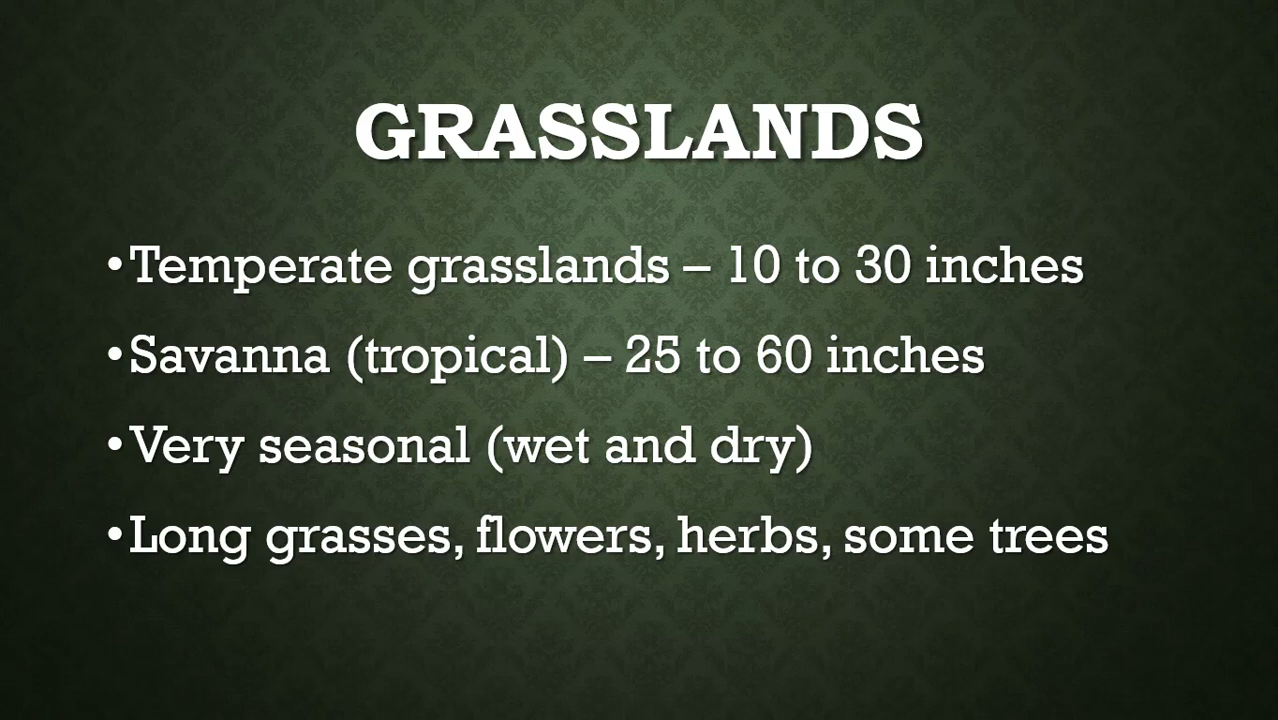 GRASSLANDS
•Temperate grasslands – 10 to 30 inches
•Savanna (tropical) – 25 to 60 inches
•Very seasonal (wet and dry)
•Long grasses, flowers, herbs, some trees